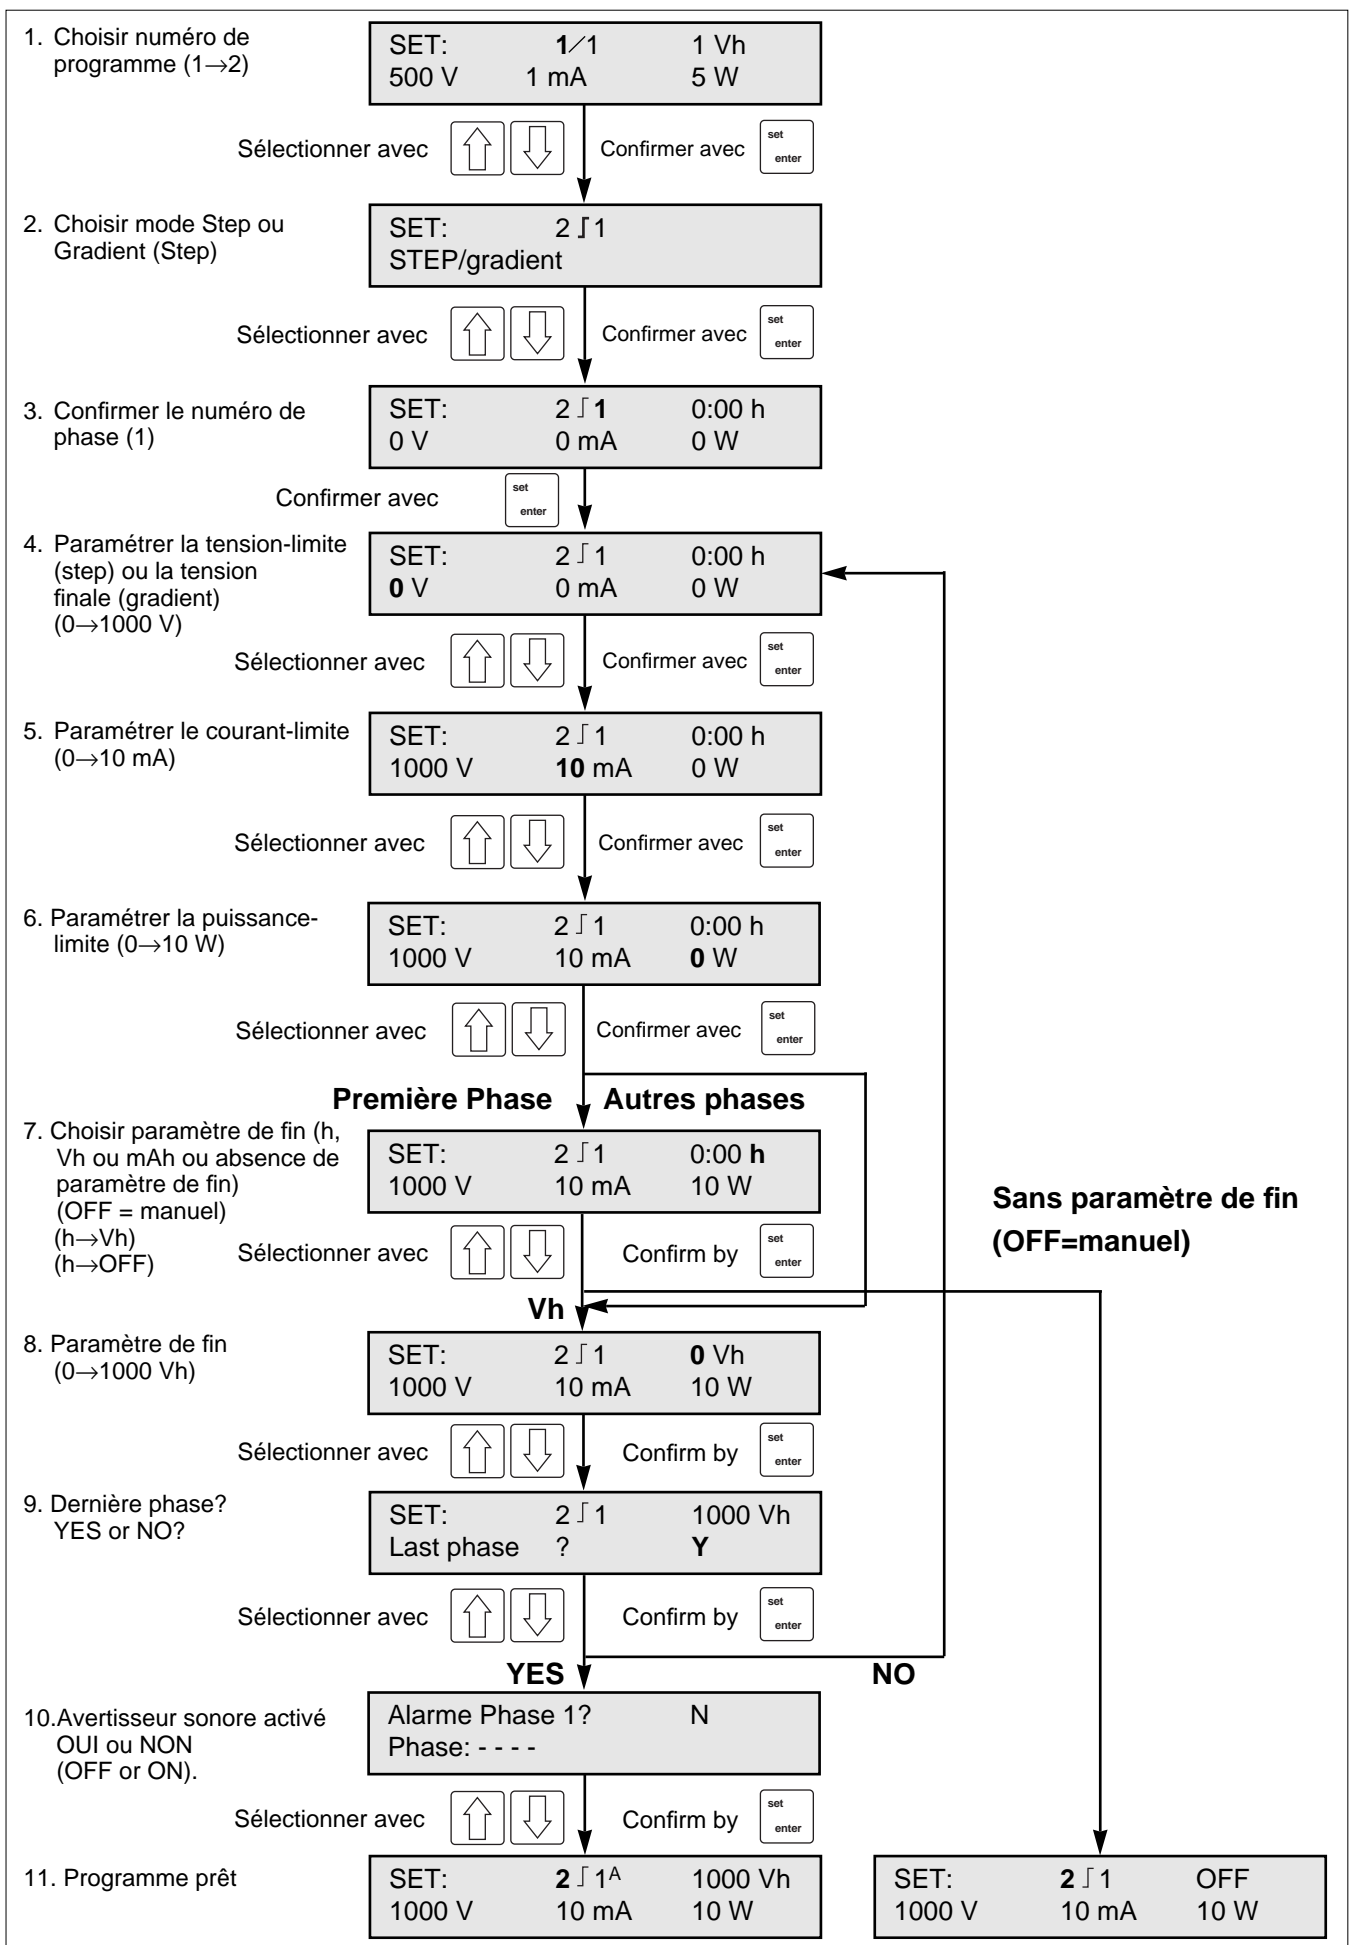 1. Choisir numéro de
programme (1→2)
SET: 1/1 1 Vh
500 V 1 mA 5 W
Sélectionner avec Confirmer avec set enter
2. Choisir mode Step ou
Gradient (Step)
SET: 2 ⌠ 1
STEP/gradient
Sélectionner avec Confirmer avec set enter
3. Confirmer le numéro de
phase (1)
SET: 2 ⌠ 1 0:00 h
0 V 0 mA 0 W
Confirmer avec set enter
4. Paramétrer la tension-limite
(step) ou la tension
finale (gradient)
(0→1000 V)
SET: 2 ⌠ 1 0:00 h
0 V 0 mA 0 W
Sélectionner avec Confirmer avec set enter
5. Paramétrer le courant-limite
(0→10 mA)
SET: 2 ⌠ 1 0:00 h
1000 V 10 mA 0 W
Sélectionner avec Confirmer avec set enter
6. Paramétrer la puissance-
limite (0→10 W)
SET: 2 ⌠ 1 0:00 h
1000 V 10 mA 0 W
Sélectionner avec Confirmer avec set enter
Première Phase Autres phases
7. Choisir paramètre de fin (h,
Vh ou mAh ou absence de
paramètre de fin)
(OFF = manuel)
(h→Vh)
(h→OFF)
SET: 2 ⌠ 1 0:00 h
1000 V 10 mA 10 W
Sélectionner avec Confirm by set enter
Sans paramètre de fin
(OFF=manuel)
Vh
8. Paramètre de fin
(0→1000 Vh)
SET: 2 ⌠ 1 0 Vh
1000 V 10 mA 10 W
Sélectionner avec Confirm by set enter
9. Dernière phase?
YES or NO?
SET: 2 ⌠ 1 1000 Vh
Last phase ? Y
Sélectionner avec Confirm by set enter
YES NO
10.Avertisseur sonore activé
OUI ou NON
(OFF or ON).
Alarme Phase 1? N
Phase: - - - -
Sélectionner avec Confirm by set enter
11. Programme prêt
SET: 2 ⌠ 1ᴬ 1000 Vh
1000 V 10 mA 10 W
SET: 2 ⌠ 1 OFF
1000 V 10 mA 10 W